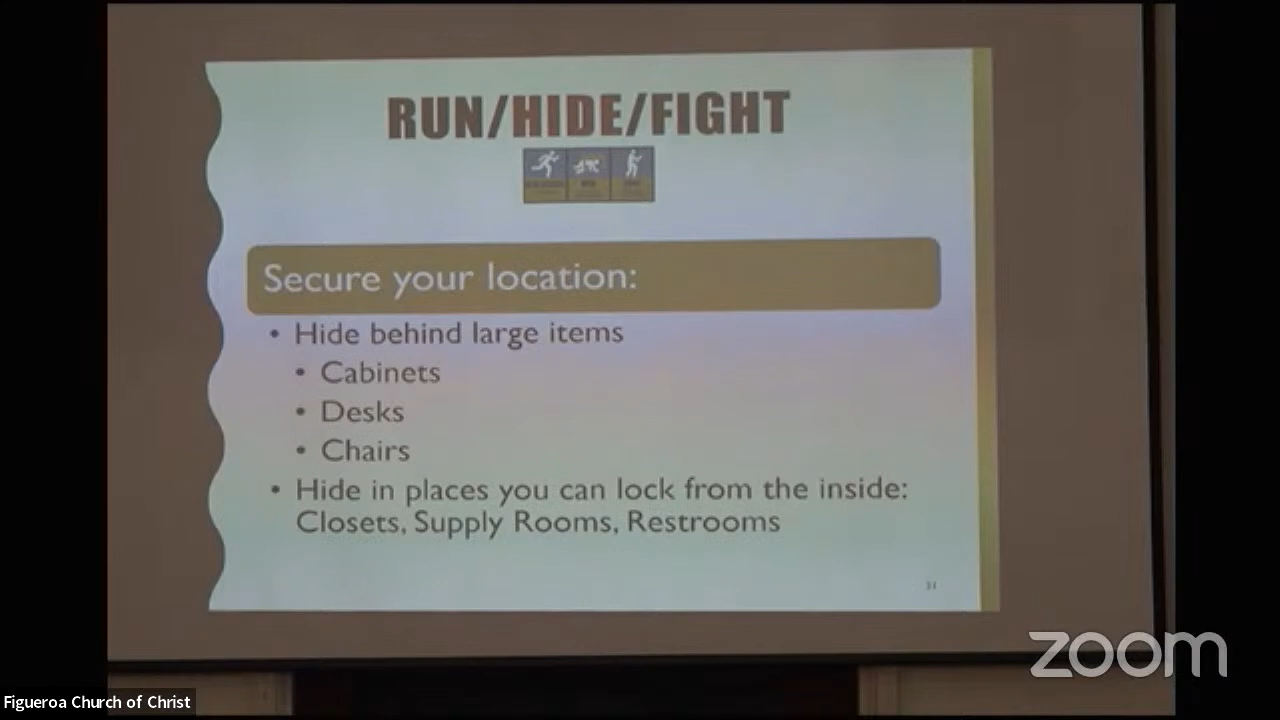 RUN/HIDE/FIGHT
Secure your location:
• Hide behind large items
• Cabinets
• Desks
• Chairs
• Hide in places you can lock from the inside:
Closets, Supply Rooms, Restrooms
31
zoom
Figueroa Church of Christ